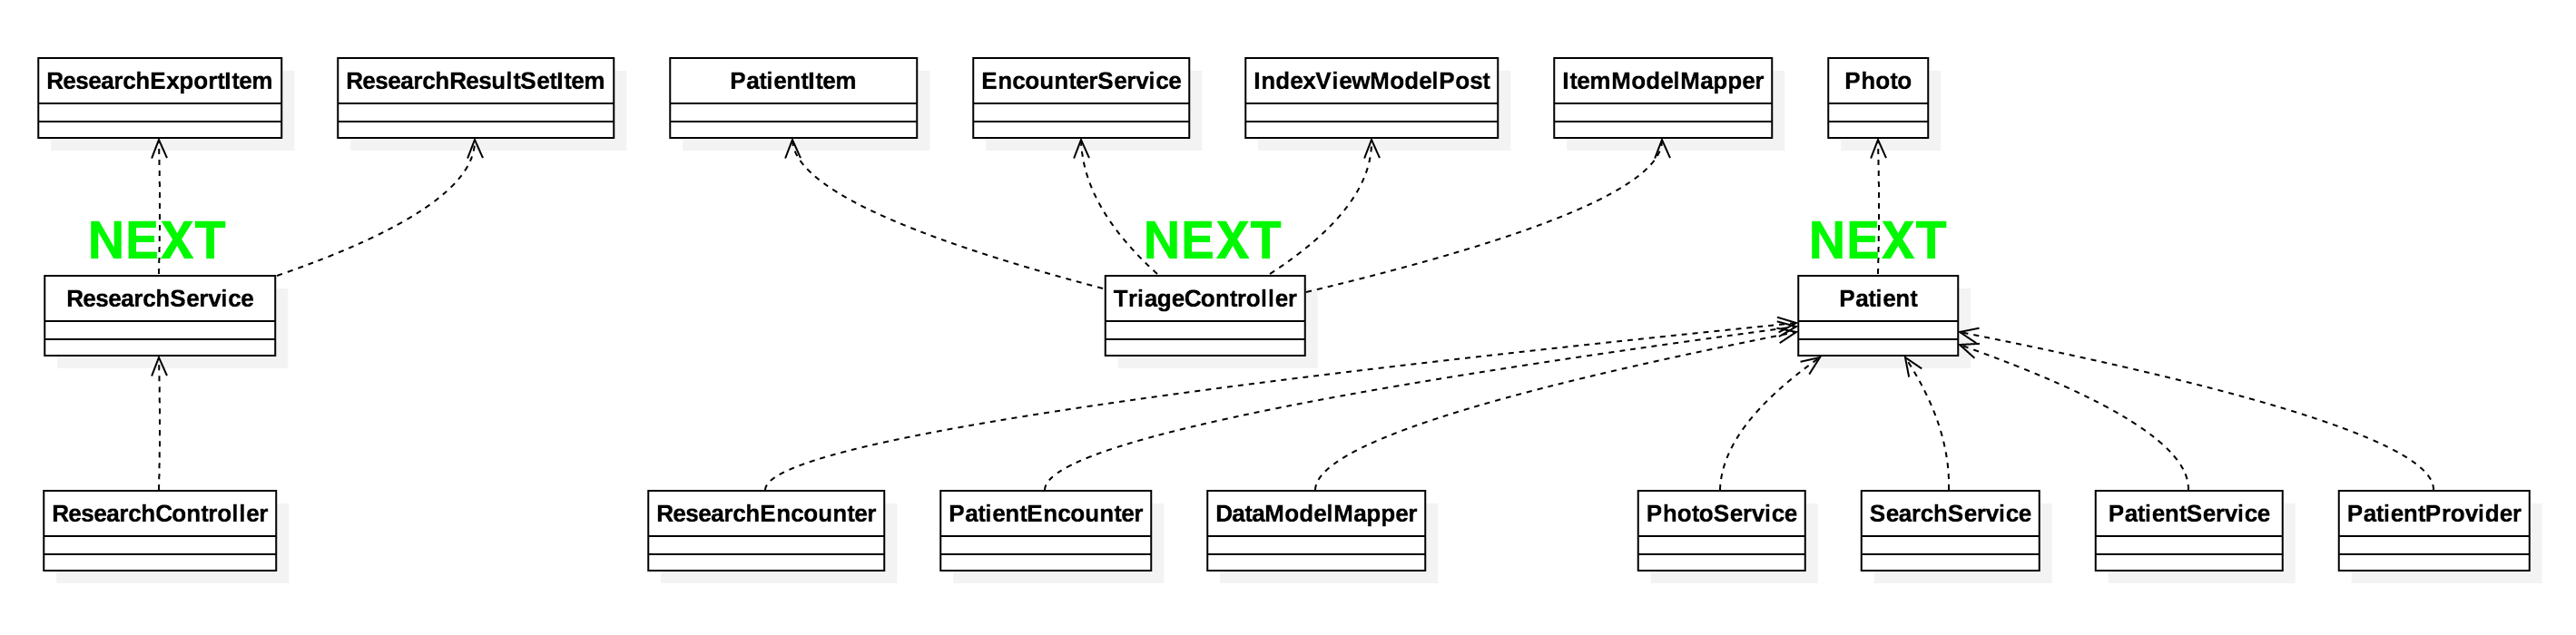 ResearchExportItem
ResearchResultSetItem
PatientItem
EncounterService
IndexViewModelPost
ItemModelMapper
Photo
NEXT
NEXT
NEXT
ResearchService
TriageController
Patient
ResearchController
ResearchEncounter
PatientEncounter
DataModelMapper
PhotoService
SearchService
PatientService
PatientProvider